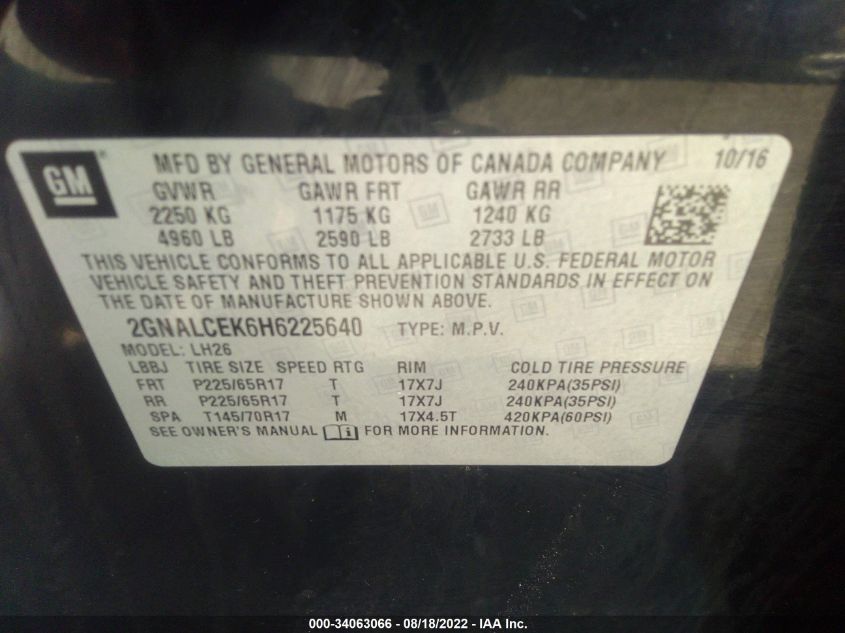 GM
MFD BY GENERAL MOTORS OF CANADA COMPANY 10/16
GVWR GAWR FRT GAWR RR
2250 KG 1175 KG 1240 KG
4960 LB 2590 LB 2733 LB
THIS VEHICLE CONFORMS TO ALL APPLICABLE U.S. FEDERAL MOTOR
VEHICLE SAFETY AND THEFT PREVENTION STANDARDS IN EFFECT ON
THE DATE OF MANUFACTURE SHOWN ABOVE.
2GNALCEK6H6225640 TYPE: M.P.V.
MODEL: LH26
LBBJ TIRE SIZE SPEED RTG RIM COLD TIRE PRESSURE
FRT P225/65R17 T 17X7J 240KPA(35PSI)
RR P225/65R17 T 17X7J 240KPA(35PSI)
SPA T145/70R17 M 17X4.5T 420KPA(60PSI)
SEE OWNER'S MANUAL FOR MORE INFORMATION.
000-34063066 - 08/18/2022 - IAA Inc.